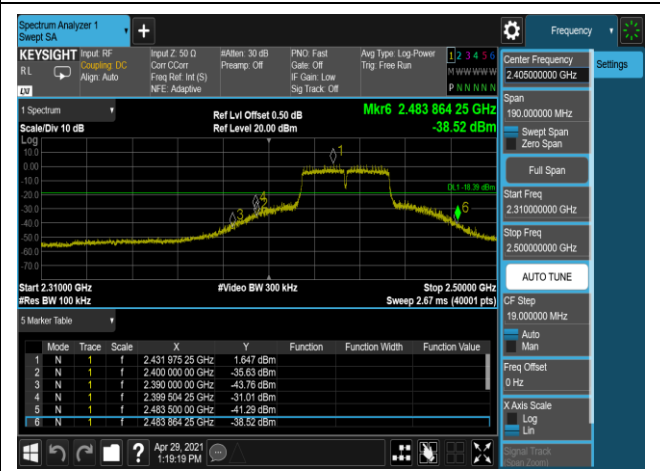 Spectrum Analyzer 1
Swept SA
Frequency
KEYSIGHT
RL
Input: RF
Coupling: DC
Align: Auto
Input Z: 50 Ω
Corr CCorr
Freq Ref: Int (S)
NFE: Adaptive
#Atten: 30 dB
Preamp: Off
PNO: Fast
Gate: Off
IF Gain: Low
Sig Track: Off
Avg Type: Log-Power
Trig: Free Run
1 2 3 4 5 6
M W W W W W
P N N N N N
Center Frequency
2.405000000 GHz
Settings
1 Spectrum
Scale/Div 10 dB
Ref Lvl Offset 0.50 dB
Ref Level 20.00 dBm
Mkr6 2.483 864 25 GHz
-38.52 dBm
Span
190.000000 MHz
Swept Span
Zero Span
Full Span
Start Freq
2.310000000 GHz
Stop Freq
2.500000000 GHz
AUTO TUNE
CF Step
19.000000 MHz
Auto
Man
Freq Offset
0 Hz
X Axis Scale
Log
Lin
Signal Track
(Span Zoom)
Log
10.0
0.00
-10.0
-20.0
-30.0
-40.0
-50.0
-60.0
-70.0
1
DL1 -18.39 dBm
4
3
6
Start 2.31000 GHz
#Res BW 100 kHz
#Video BW 300 kHz
Stop 2.50000 GHz
Sweep 2.67 ms (40001 pts)
5 Marker Table
Mode Trace Scale X Y Function Function Width Function Value
1 N 1 f 2.431 975 25 GHz 1.647 dBm
2 N 1 f 2.400 000 00 GHz -35.63 dBm
3 N 1 f 2.390 000 00 GHz -43.76 dBm
4 N 1 f 2.399 504 25 GHz -31.01 dBm
5 N 1 f 2.483 500 00 GHz -41.29 dBm
6 N 1 f 2.483 864 25 GHz -38.52 dBm
Apr 29, 2021
1:19:19 PM